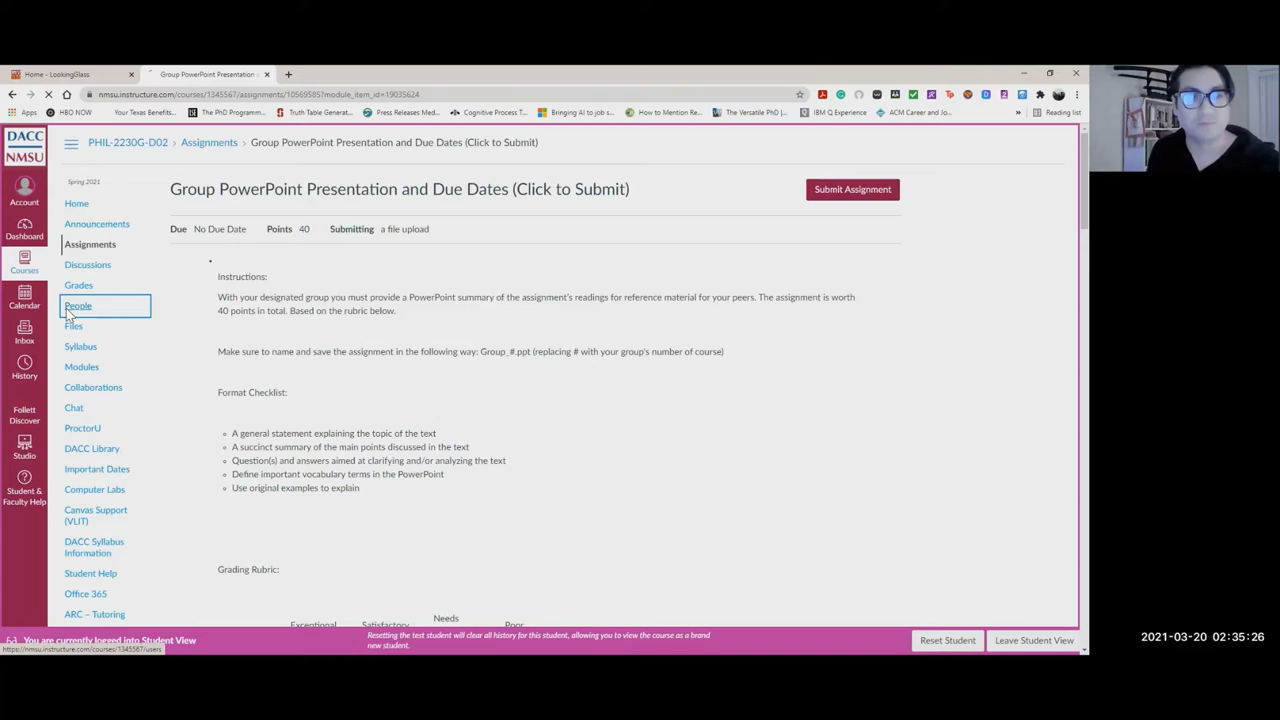 Home - LookingGlass
Group PowerPoint Presentation
nmsu.instructure.com/courses/1345567/assignments/10569585?module_item_id=19035624
Apps
HBO NOW
Your Texas Benefits...
The PhD Programm...
Truth Table Generat...
Press Releases Med...
Cognitive Process T...
Bringing AI to job s...
How to Mention Re...
The Versatile PhD |...
IBM Q Experience
ACM Career and Jo...
Reading list
DACC
NMSU
PHIL-2230G-D02 > Assignments > Group PowerPoint Presentation and Due Dates (Click to Submit)
Account
Dashboard
Courses
Calendar
Inbox
History
Follett
Discover
Studio
Student &
Faculty Help
Spring 2021
Home
Announcements
Assignments
Discussions
Grades
People
Files
Syllabus
Modules
Collaborations
Chat
ProctorU
DACC Library
Important Dates
Computer Labs
Canvas Support
(VLIT)
DACC Syllabus
Information
Student Help
Office 365
ARC – Tutoring
Group PowerPoint Presentation and Due Dates (Click to Submit)
Submit Assignment
Due No Due Date Points 40 Submitting a file upload
Instructions:
With your designated group you must provide a PowerPoint summary of the assignment's readings for reference material for your peers. The assignment is worth
40 points in total. Based on the rubric below.
Make sure to name and save the assignment in the following way: Group_#.ppt (replacing # with your group's number of course)
Format Checklist:
A general statement explaining the topic of the text
A succinct summary of the main points discussed in the text
Question(s) and answers aimed at clarifying and/or analyzing the text
Define important vocabulary terms in the PowerPoint
Use original examples to explain
Grading Rubric:
Exceptional Satisfactory Needs Poor
You are currently logged into Student View
Resetting the test student will clear all history for this student, allowing you to view the course as a brand
new student.
Reset Student
Leave Student View
https://nmsu.instructure.com/courses/1345567/users
2021-03-20 02:35:26